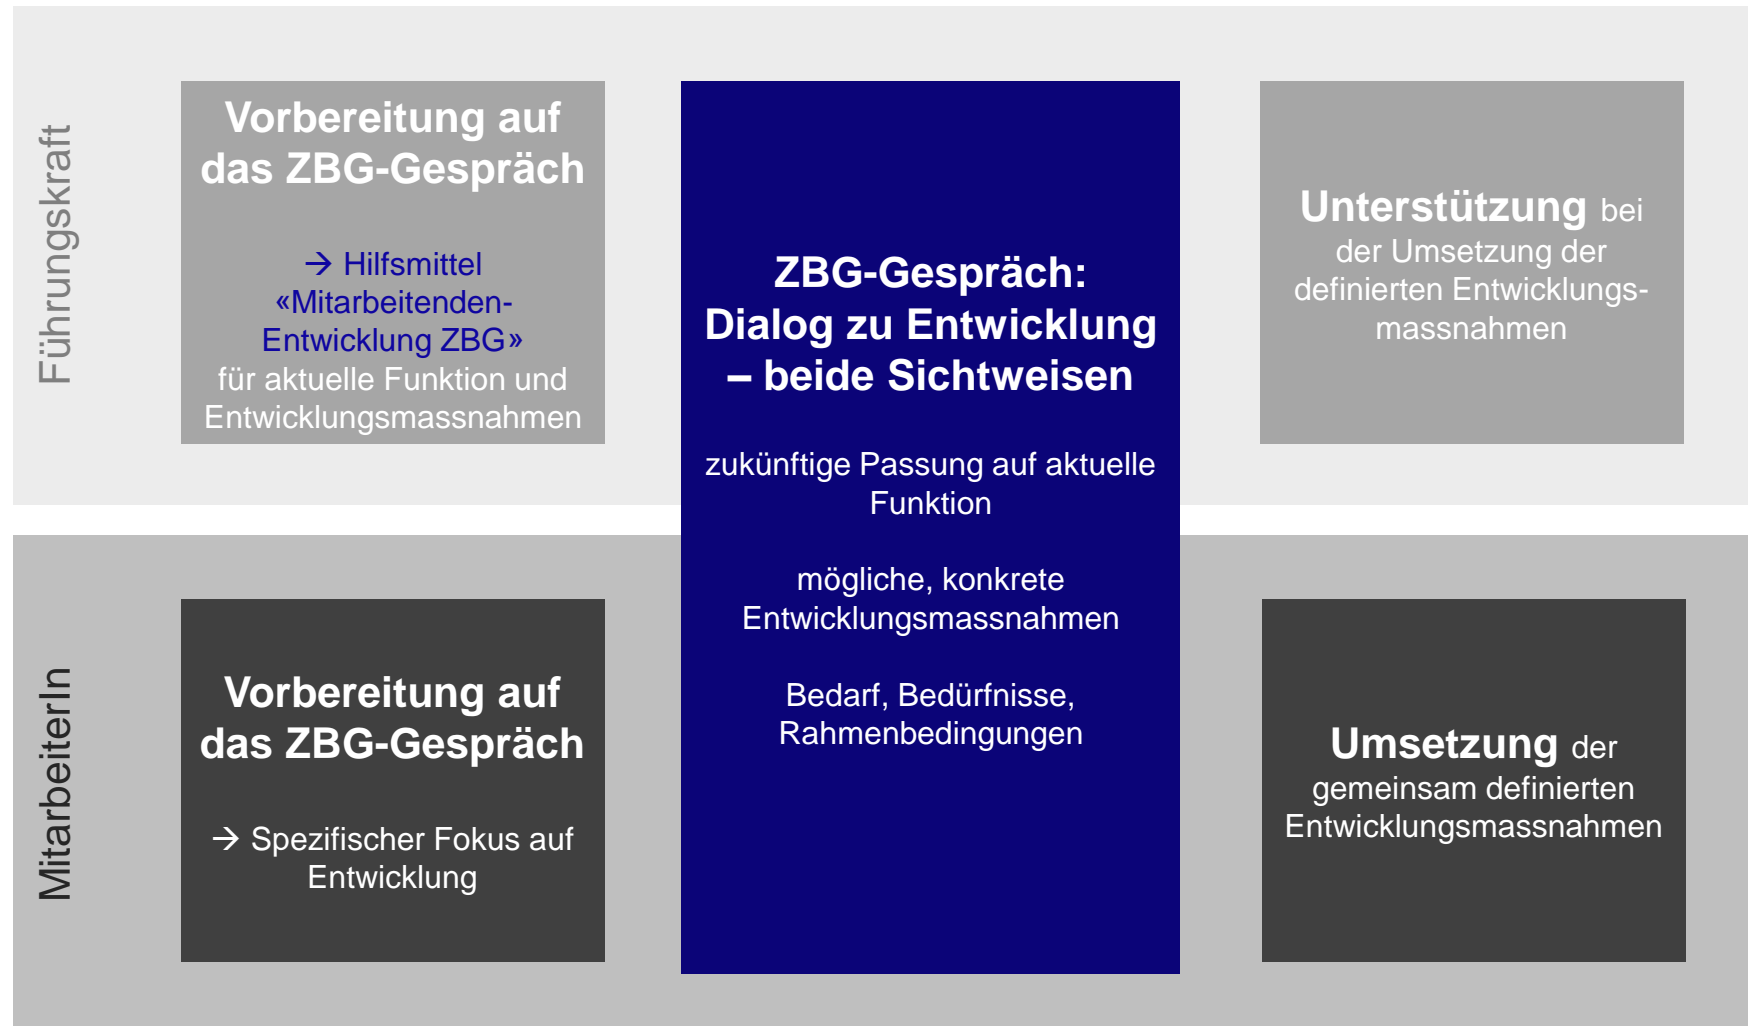 Führungskraft
Vorbereitung auf
das ZBG-Gespräch
→ Hilfsmittel
«Mitarbeitenden-
Entwicklung ZBG»
für aktuelle Funktion und
Entwicklungsmassnahmen
ZBG-Gespräch:
Dialog zu Entwicklung
– beide Sichtweisen
zukünftige Passung auf aktuelle
Funktion
mögliche, konkrete
Entwicklungsmassnahmen
Bedarf, Bedürfnisse,
Rahmenbedingungen
Unterstützung bei
der Umsetzung der
definierten Entwicklungs-
massnahmen
MitarbeiterIn
Vorbereitung auf
das ZBG-Gespräch
→ Spezifischer Fokus auf
Entwicklung
Umsetzung der
gemeinsam definierten
Entwicklungsmassnahmen